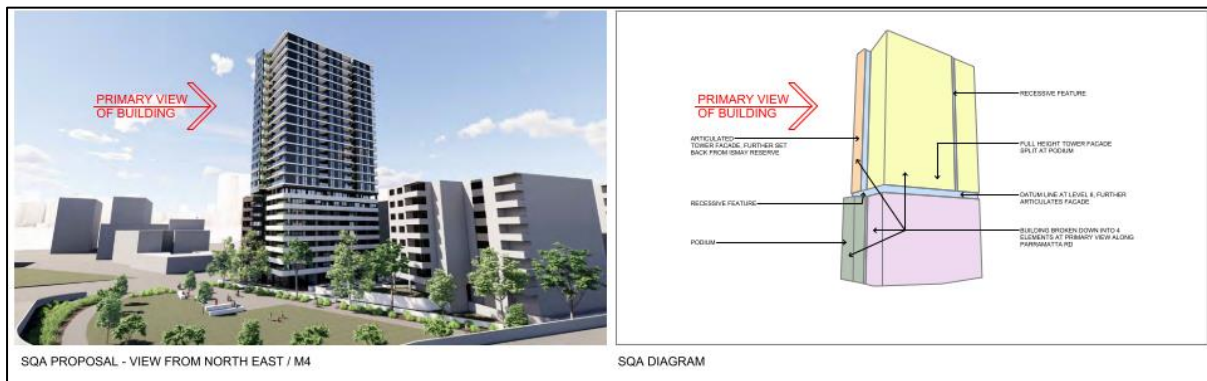 PRIMARY VIEW
OF BUILDING
SQA PROPOSAL - VIEW FROM NORTH EAST / M4
PRIMARY VIEW
OF BUILDING
ARTICULATED
TOWER FACADE, FURTHER SET
BACK FROM ISMAY RESERVE
RECESSIVE FEATURE
PODIUM
RECESSIVE FEATURE
FULL HEIGHT TOWER FACADE
SPLIT AT PODIUM
DATUM LINE AT LEVEL 8, FURTHER
ARTICULATES FACADE
BUILDING BROKEN DOWN INTO 4
ELEMENTS AT PRIMARY VIEW ALONG
PARRAMATTA RD
SQA DIAGRAM